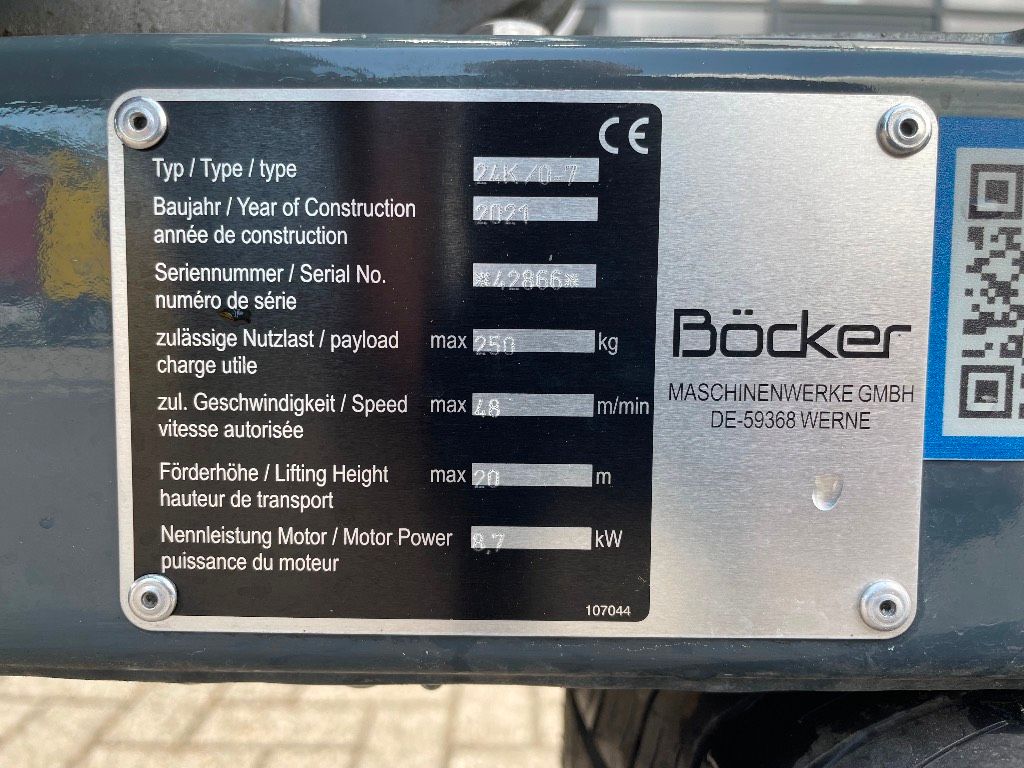 CE
Typ / Type / type 24K/0-7
Baujahr / Year of Construction 2021
année de construction
Seriennummer / Serial No. *42866*
numéro de série
zulässige Nutzlast / payload max 250 kg
charge utile
zul. Geschwindigkeit / Speed max 48 m/min
vitesse autorisée
Förderhöhe / Lifting Height max 20 m
hauteur de transport
Nennleistung Motor / Motor Power 8.7 kW
puissance du moteur
107044
Böcker
MASCHINENWERKE GMBH
DE-59368 WERNE